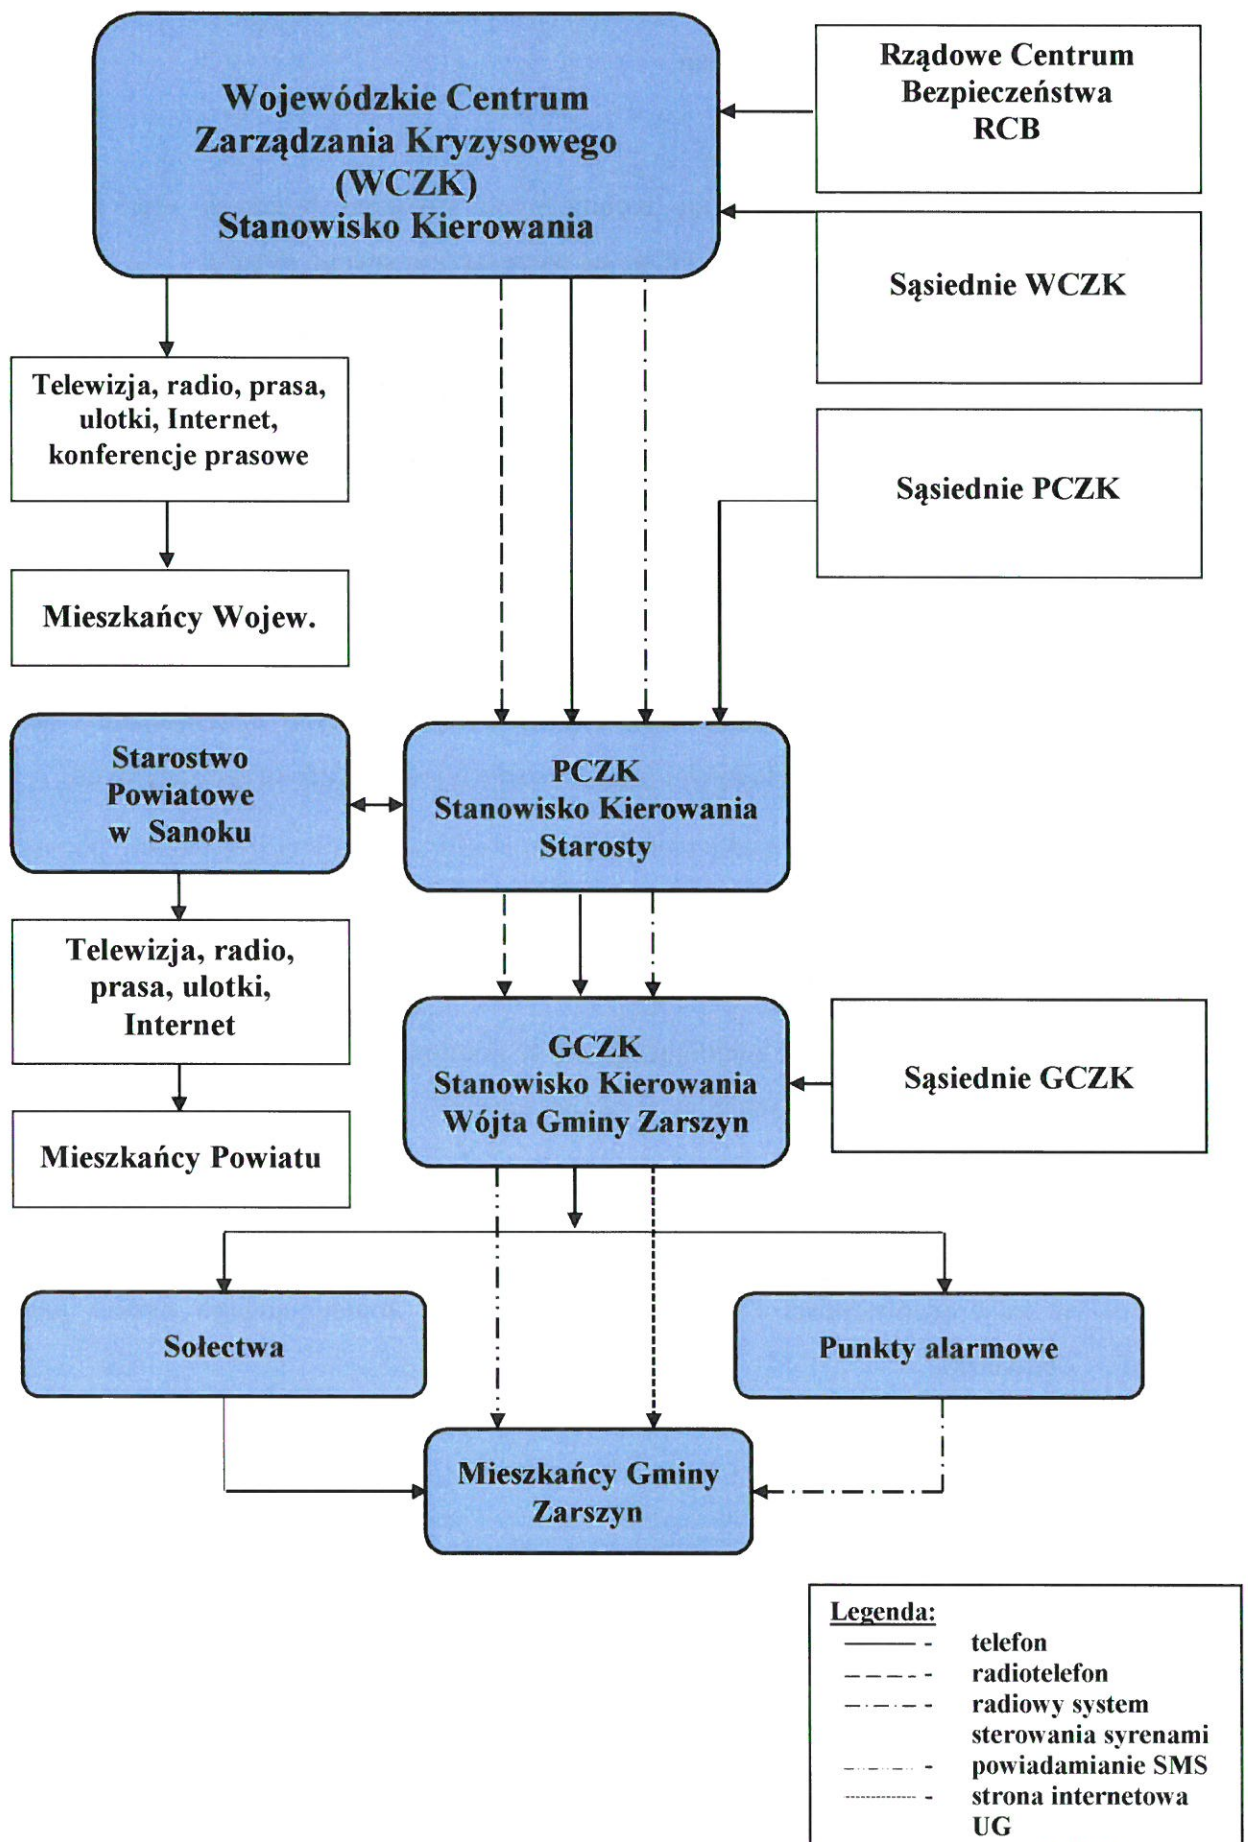 Wojewódzkie Centrum
Zarządzania Kryzysowego
(WCZK)
Stanowisko Kierowania
Rządowe Centrum
Bezpieczeństwa
RCB
Sąsiednie WCZK
Telewizja, radio, prasa,
ulotki, Internet,
konferencje prasowe
Sąsiednie PCZK
Mieszkańcy Wojew.
Starostwo
Powiatowe
w Sanoku
PCZK
Stanowisko Kierowania
Starosty
Telewizja, radio,
prasa, ulotki,
Internet
GCZK
Stanowisko Kierowania
Wójta Gminy Zarszyn
Sąsiednie GCZK
Mieszkańcy Powiatu
Sołectwa
Punkty alarmowe
Mieszkańcy Gminy
Zarszyn
Legenda:
- telefon
- radiotelefon
- radiowy system
sterowania syrenami
- powiadamianie SMS
- strona internetowa
UG